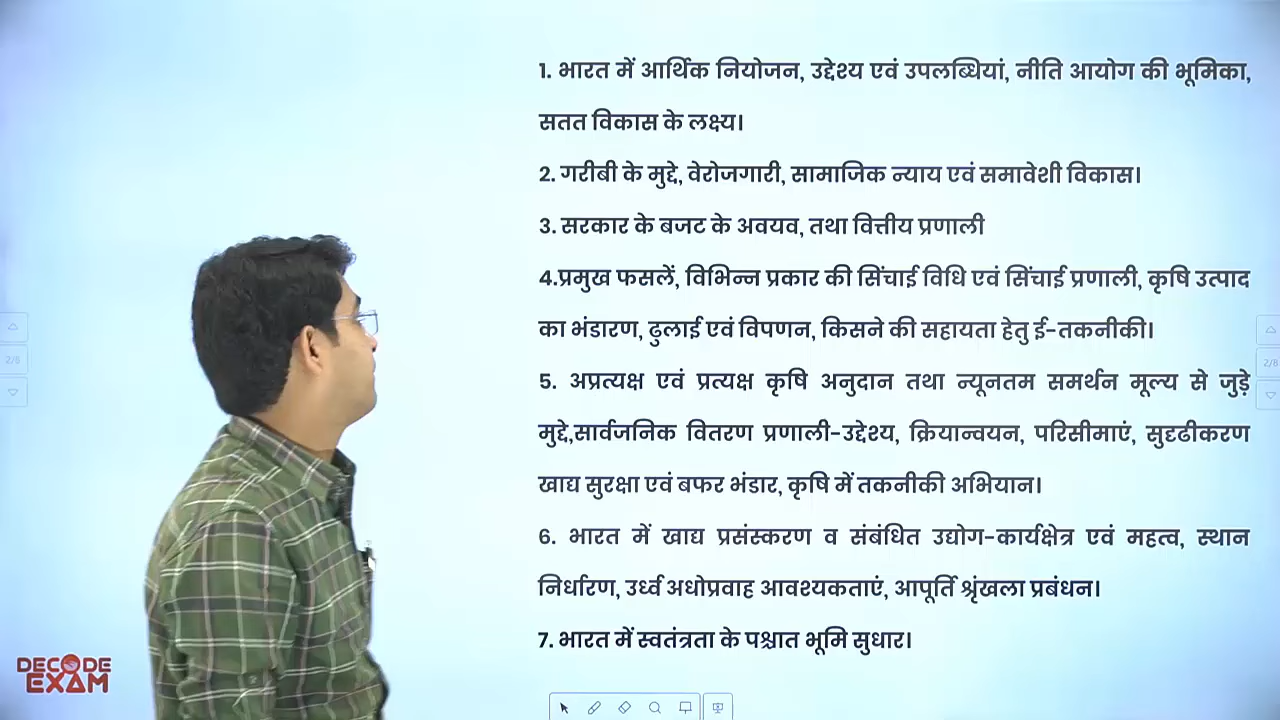 1. भारत में आर्थिक नियोजन, उद्देश्य एवं उपलब्धियां, नीति आयोग की भूमिका,
सतत विकास के लक्ष्य।
2. गरीबी के मुद्दे, वेरोजगारी, सामाजिक न्याय एवं समावेशी विकास।
3. सरकार के बजट के अवयव, तथा वित्तीय प्रणाली
4.प्रमुख फसलें, विभिन्न प्रकार की सिंचाई विधि एवं सिंचाई प्रणाली, कृषि उत्पाद
का भंडारण, ढुलाई एवं विपणन, किसने की सहायता हेतु ई-तकनीकी।
5. अप्रत्यक्ष एवं प्रत्यक्ष कृषि अनुदान तथा न्यूनतम समर्थन मूल्य से जुड़े
मुद्दे,सार्वजनिक वितरण प्रणाली-उद्देश्य, क्रियान्वयन, परिसीमाएं, सुदृढीकरण
खाद्य सुरक्षा एवं बफर भंडार, कृषि में तकनीकी अभियान।
6. भारत में खाद्य प्रसंस्करण व संबंधित उद्योग-कार्यक्षेत्र एवं महत्व, स्थान
निर्धारण, उर्ध्व अधोप्रवाह आवश्यकताएं, आपूर्ति श्रृंखला प्रबंधन।
7. भारत में स्वतंत्रता के पश्चात भूमि सुधार।
2/5
2/8
DECODE
EXAM